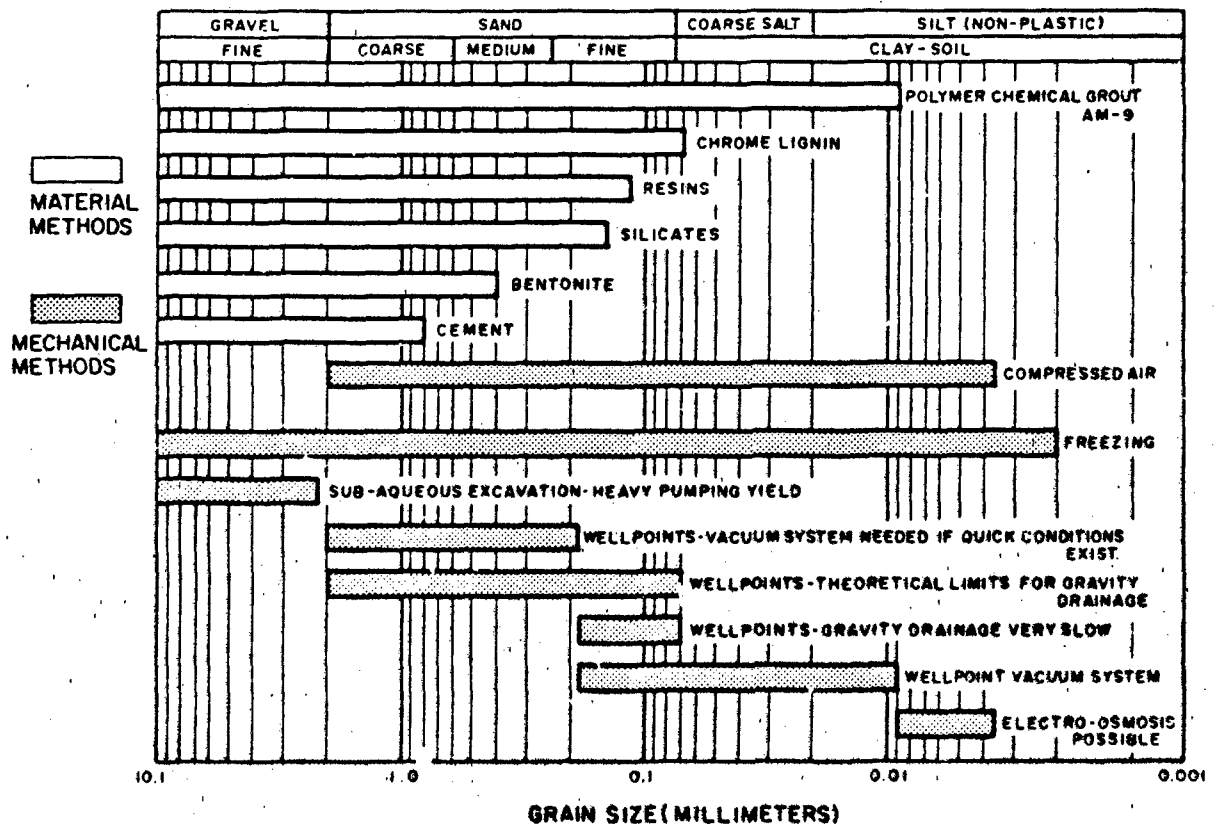 GRAVEL SAND COARSE SALT SILT (NON-PLASTIC)
FINE COARSE MEDIUM FINE CLAY-SOIL
POLYMER CHEMICAL GROUT
AM-9
CHROME LIGNIN
MATERIAL
METHODS
RESINS
SILICATES
BENTONITE
CEMENT
MECHANICAL
METHODS
COMPRESSED AIR
FREEZING
SUB-AQUEOUS EXCAVATION-HEAVY PUMPING YIELD
WELLPOINTS-VACUUM SYSTEM NEEDED IF QUICK CONDITIONS
EXIST.
WELLPOINTS-THEORETICAL LIMITS FOR GRAVITY
DRAINAGE
WELLPOINTS-GRAVITY DRAINAGE VERY SLOW
WELLPOINT VACUUM SYSTEM
ELECTRO-OSMOSIS
POSSIBLE
10.1 1.0 0.1 0.01 0.001
GRAIN SIZE (MILLIMETERS)